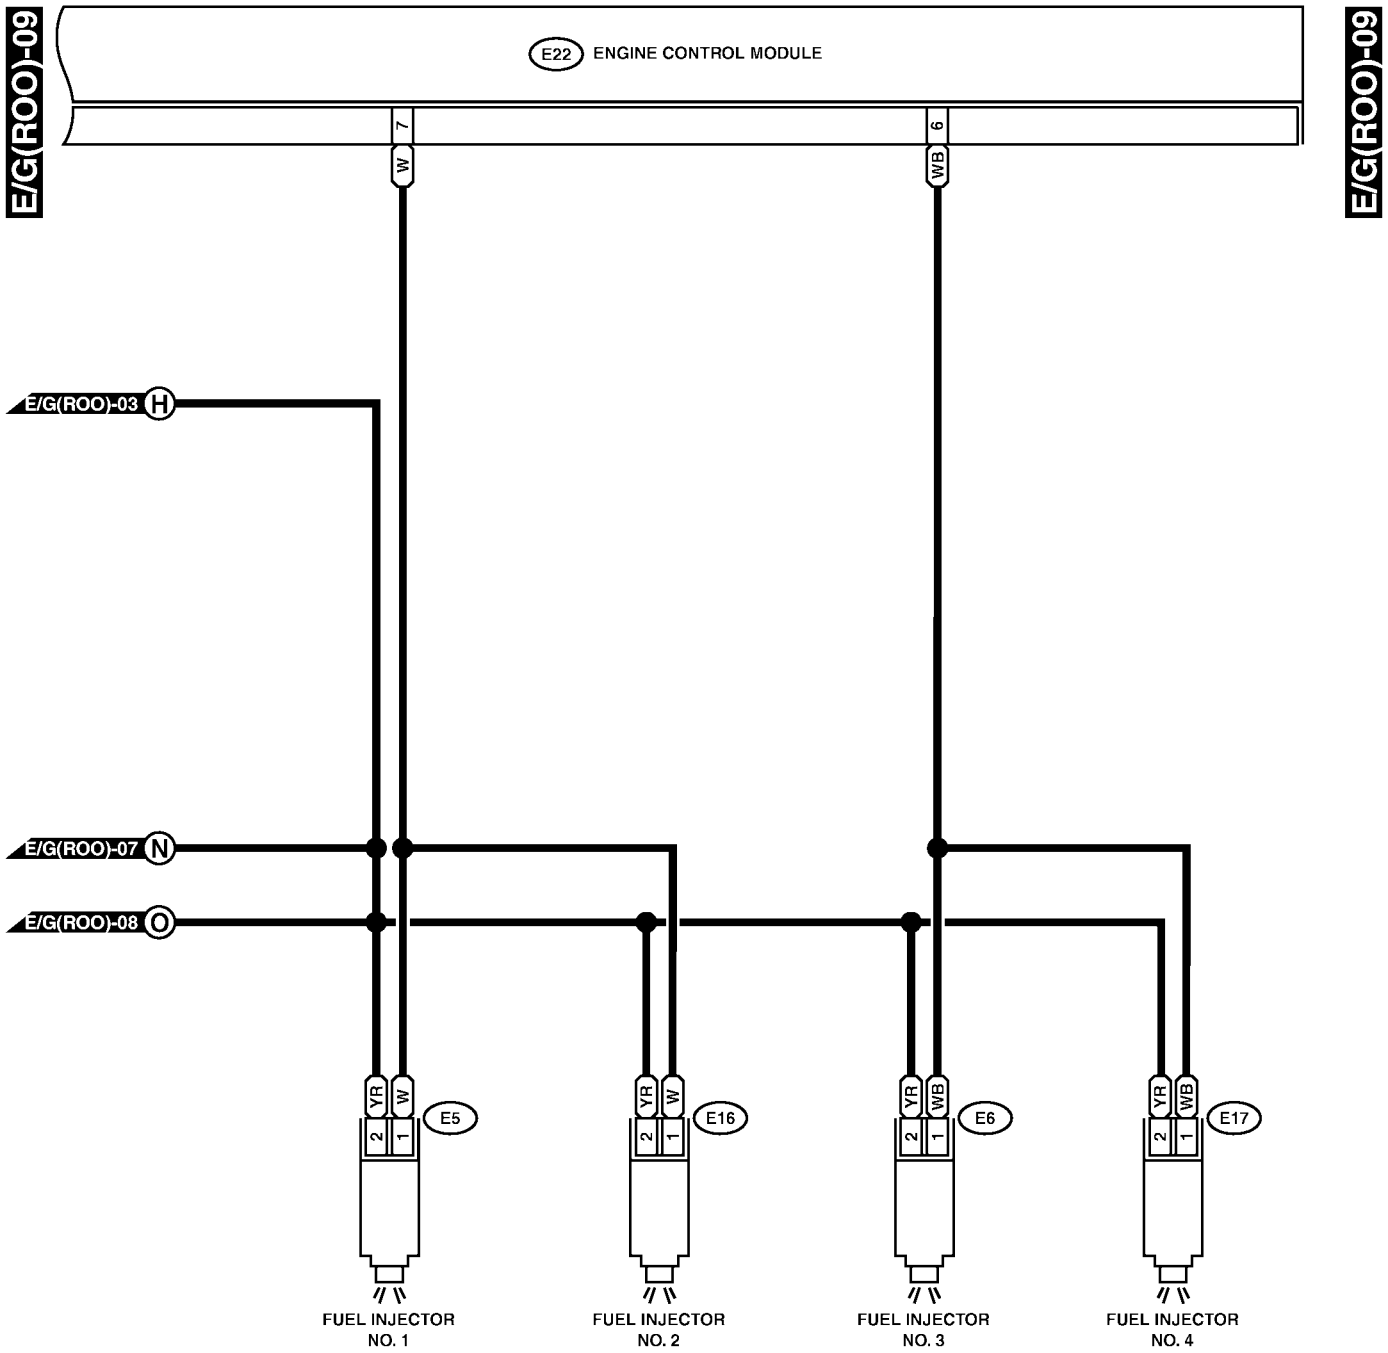 E/G(ROO)-09
E/G(ROO)-09
E22 ENGINE CONTROL MODULE
7 6
W WB
E/G(ROO)-03 H
E/G(ROO)-07 N
E/G(ROO)-08 O
YR W YR W YR WB YR WB
E5 E16 E6 E17
2 1 2 1 2 1 2 1
FUEL INJECTOR
NO. 1
FUEL INJECTOR
NO. 2
FUEL INJECTOR
NO. 3
FUEL INJECTOR
NO. 4